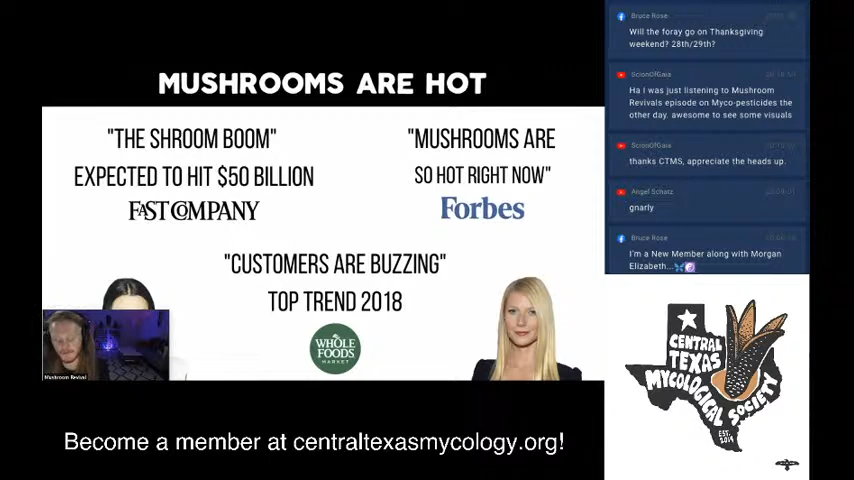 MUSHROOMS ARE HOT
"THE SHROOM BOOM"
EXPECTED TO HIT $50 BILLION
FAST COMPANY
"MUSHROOMS ARE
SO HOT RIGHT NOW"
Forbes
"CUSTOMERS ARE BUZZING"
TOP TREND 2018
WHOLE
FOODS
MARKET
Mushroom Revival
Become a member at centraltexasmycology.org!
Bruce Rose
Will the foray go on Thanksgiving
weekend? 28th/29th?
ScionOfGaia
Ha I was just listening to Mushroom
Revivals episode on Myco-pesticides the
other day. awesome to see some visuals
ScionOfGaia
thanks CTMS, appreciate the heads up.
Angel Schatz
gnarly
Bruce Rose
I'm a New Member along with Morgan
Elizabeth...
CENTRAL
TEXAS
MYCOLOGICAL
SOCIETY
EST.
2019